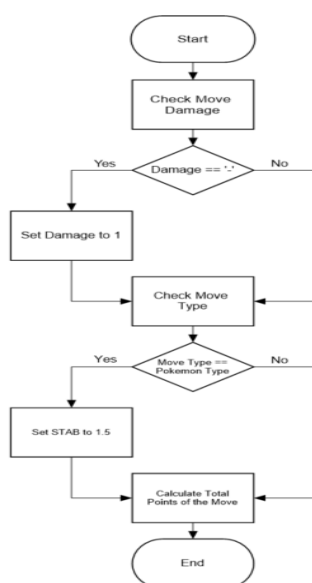 Start
Check Move
Damage
Damage == '-'
Yes
No
Set Damage to 1
Check Move
Type
Move Type ==
Pokemon Type
Yes
No
Set STAB to 1.5
Calculate Total
Points of the Move
End